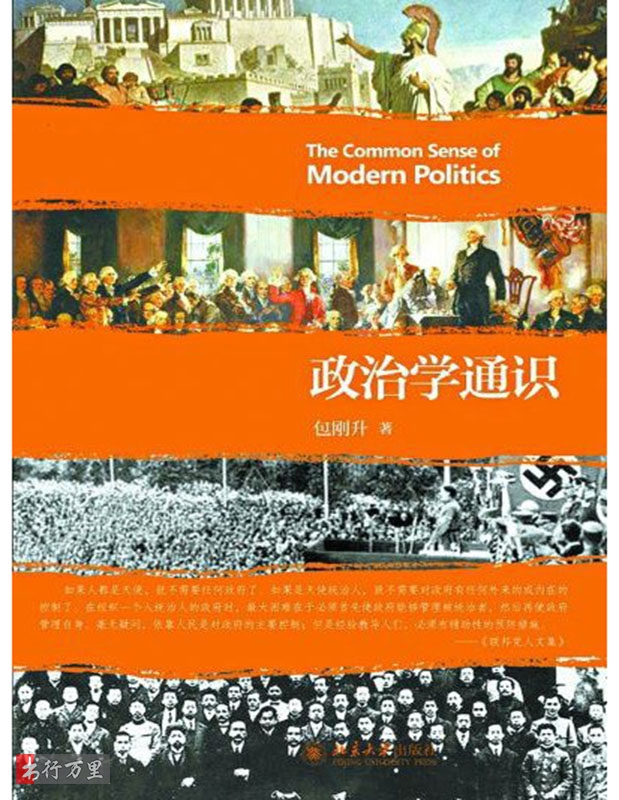 The Common Sense of
Modern Politics
政治学通识
包刚升 著
如果人都是天使，就不需要任何政府了。如果是天使统治人，就不需要对政府有任何外来的或内在的
控制了。在组织一个人统治人的政府时，最大困难在于必须首先使政府能够管理被统治者，然后再使政府
管理自身。毫无疑问，依靠人民是对政府的主要控制；但是经验教导人们，必须有辅助性的预防措施。
——《联邦党人文集》
北京大学出版社
PEKING UNIVERSITY PRESS
书行万里